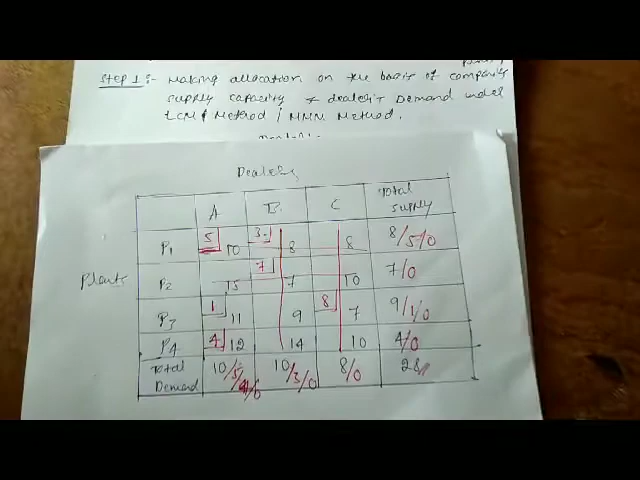 Step 1:- Making allocation on the basis of company's
supply capacity & dealer's Demand under
LCM Method / MMM Method.
Dealers
A B. C Total supply
P1 5 10 3 8 8 8/5/0
Plants P2 15 7 7 10 7/0
P3 1 11 9 8 7 9/1/0
P4 4 12 14 10 4/0
Total Demand 10/5/4/0 10/3/0 8/0 28